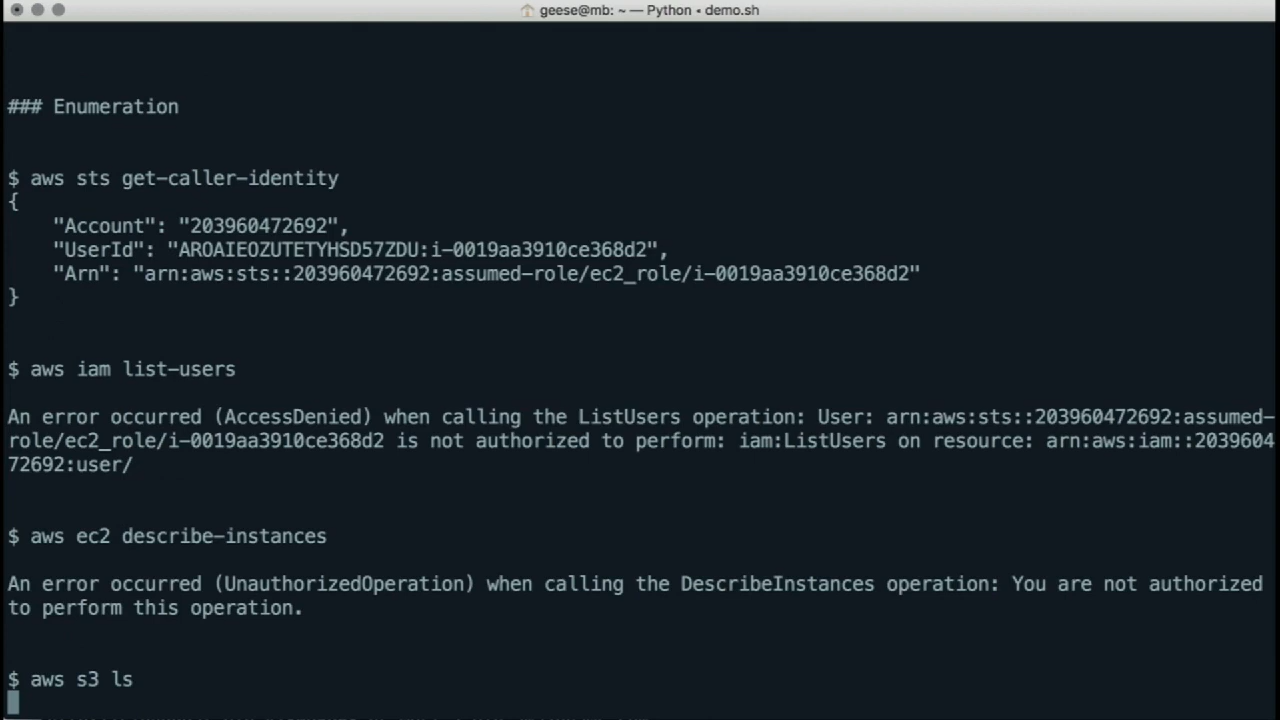 geese@mb: ~ — Python • demo.sh
### Enumeration
$ aws sts get-caller-identity
{
    "Account": "203960472692",
    "UserId": "AROAIEOZUTETYHSD57ZDU:i-0019aa3910ce368d2",
    "Arn": "arn:aws:sts::203960472692:assumed-role/ec2_role/i-0019aa3910ce368d2"
}
$ aws iam list-users
An error occurred (AccessDenied) when calling the ListUsers operation: User: arn:aws:sts::203960472692:assumed-
role/ec2_role/i-0019aa3910ce368d2 is not authorized to perform: iam:ListUsers on resource: arn:aws:iam::2039604
72692:user/
$ aws ec2 describe-instances
An error occurred (UnauthorizedOperation) when calling the DescribeInstances operation: You are not authorized
to perform this operation.
$ aws s3 ls